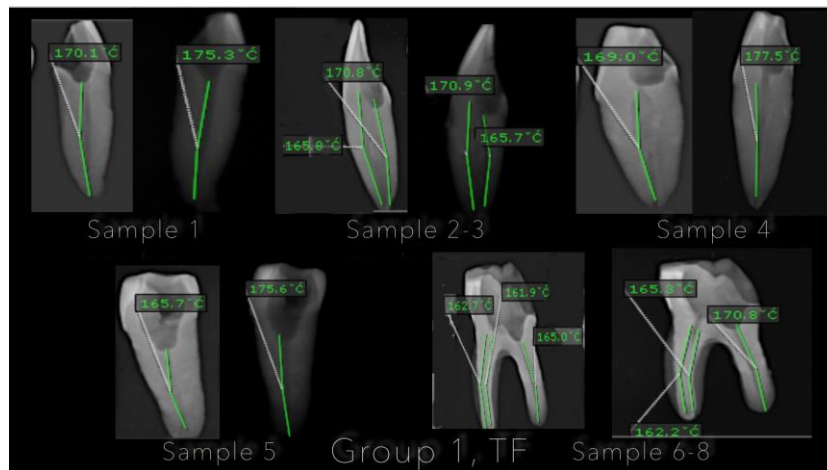 170.1˘Ć
175.3˘Ć
170.8˘Ć
165.8˘Ć
170.9˘Ć
165.7˘Ć
169.0˘Ć
177.5˘Ć
Sample 1
Sample 2-3
Sample 4
165.7˘Ć
175.6˘Ć
162.7˘Ć
161.9˘Ć
165.0˘Ć
165.3˘Ć
170.8˘Ć
162.2˘Ć
Sample 5
Group 1, TF
Sample 6-8